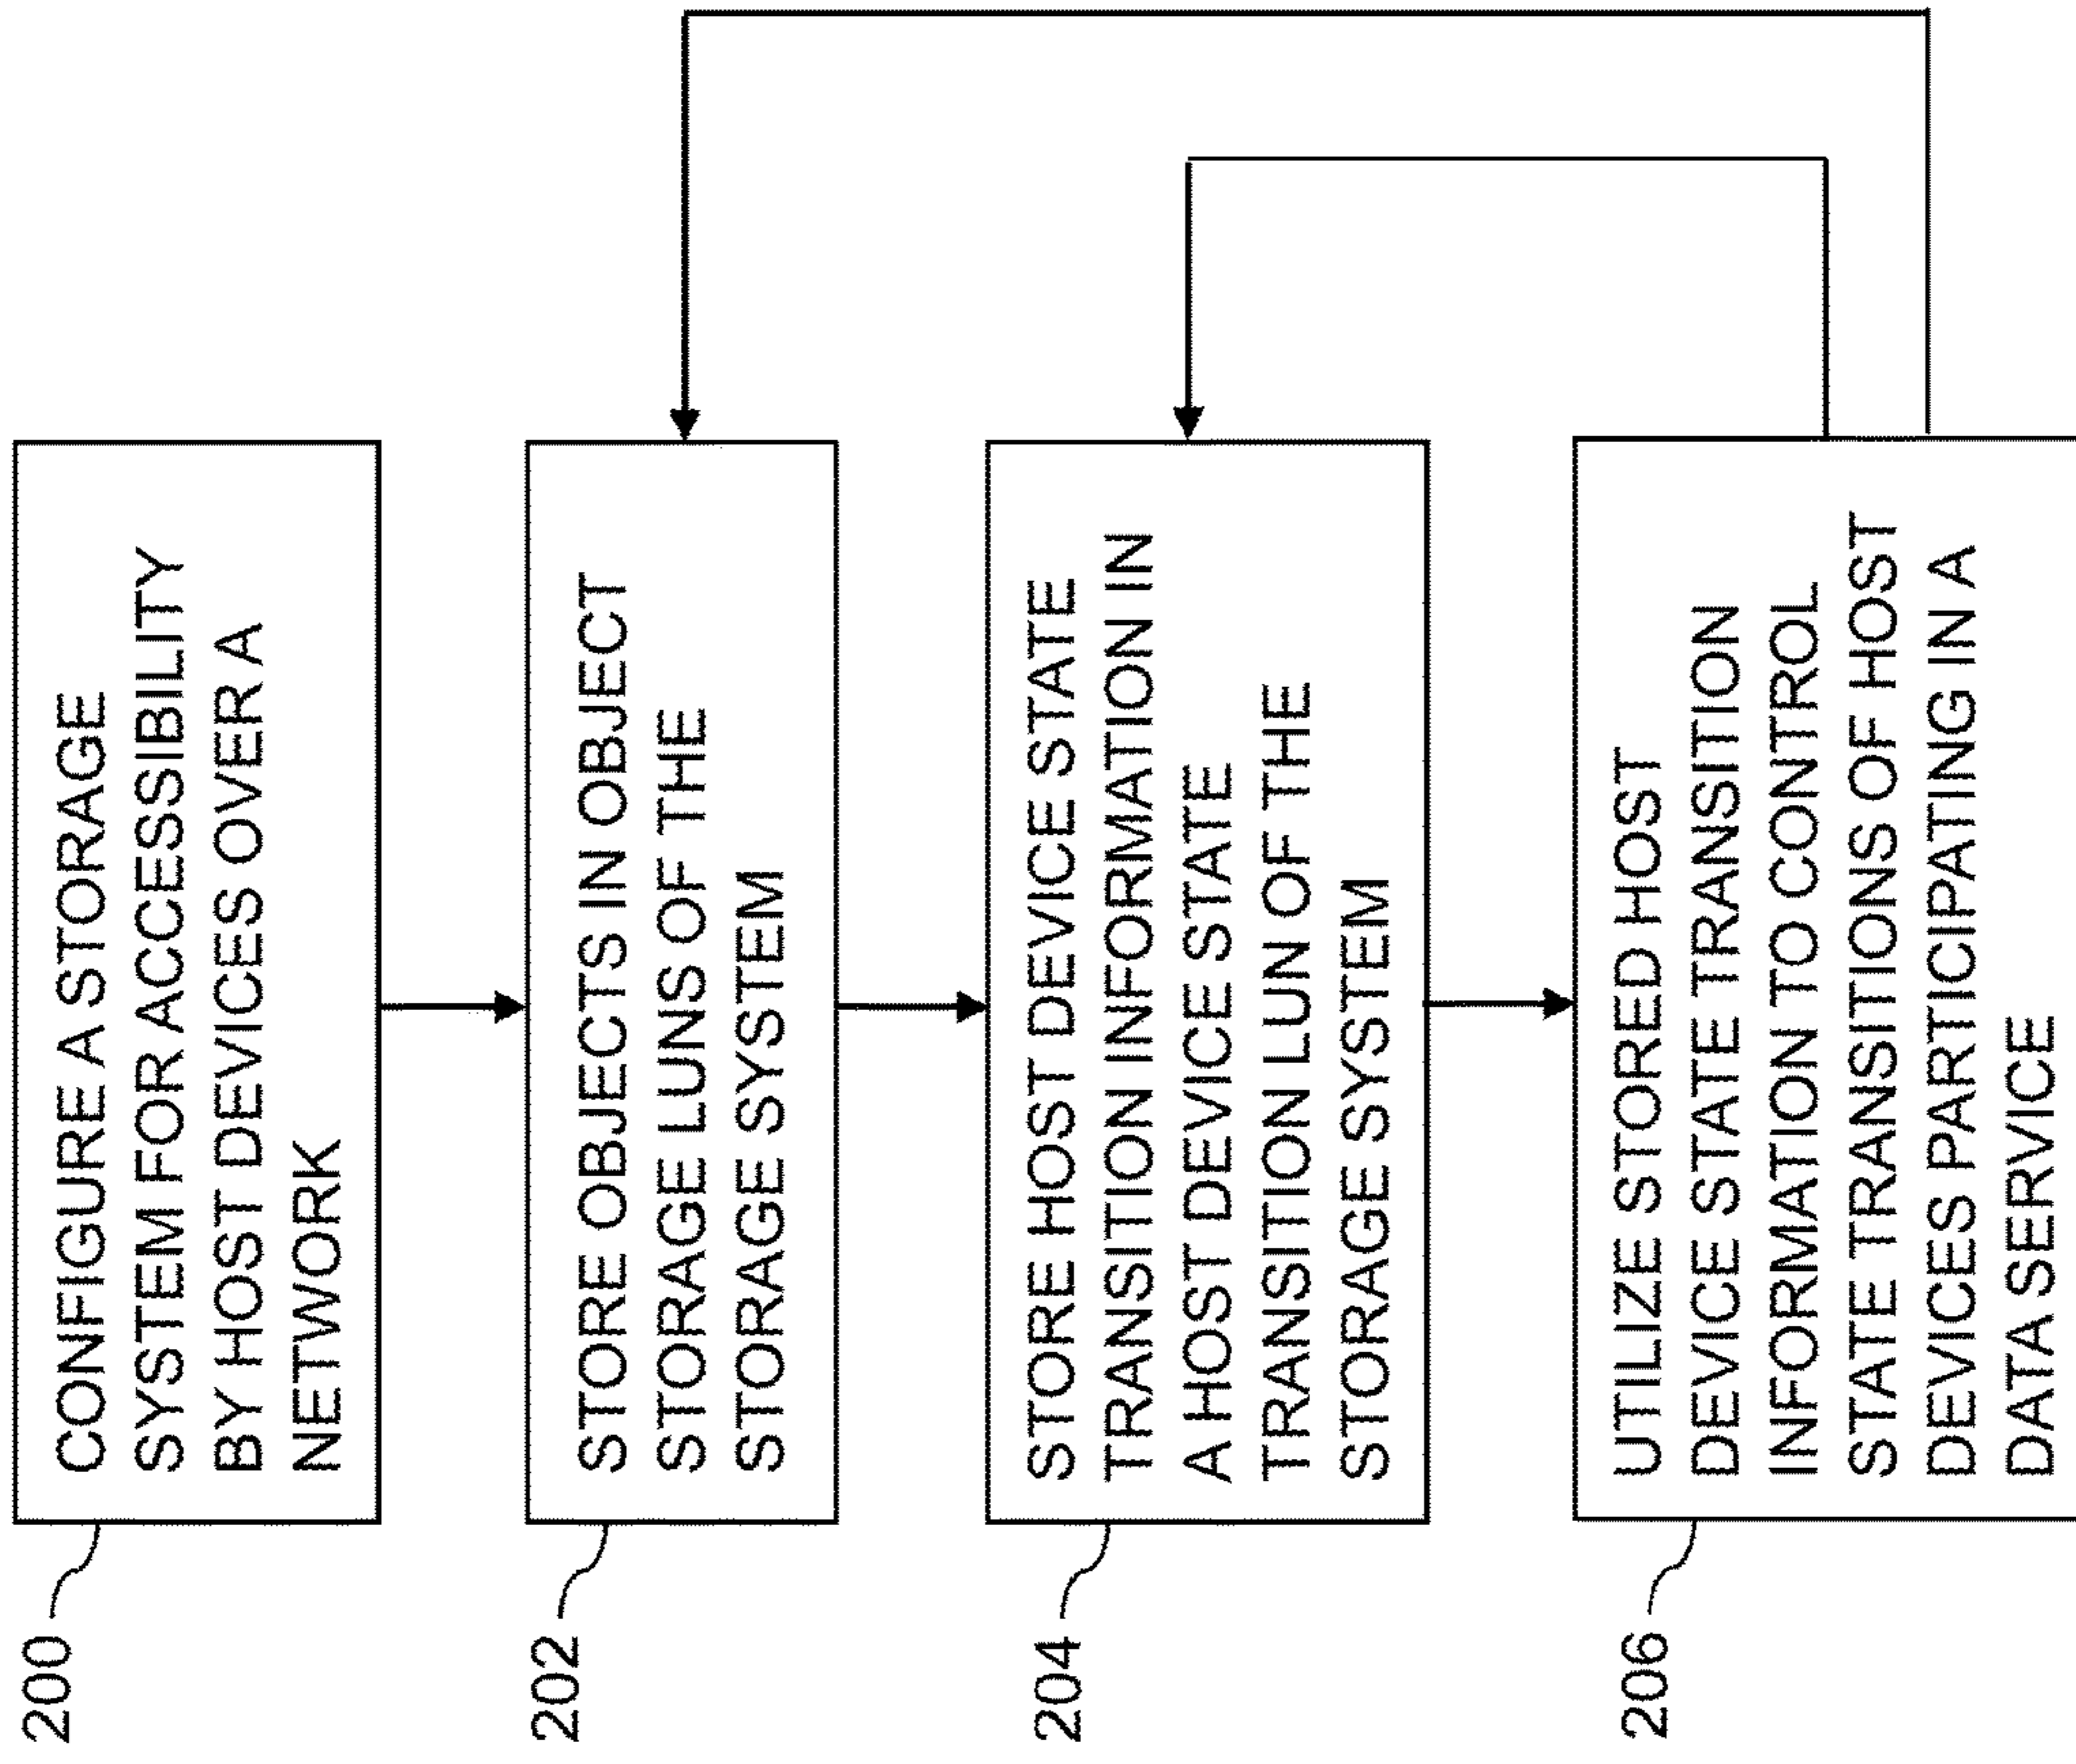 200
CONFIGURE A STORAGE
SYSTEM FOR ACCESSIBILITY
BY HOST DEVICES OVER A
NETWORK
202
STORE OBJECTS IN OBJECT
STORAGE LUNS OF THE
STORAGE SYSTEM
204
STORE HOST DEVICE STATE
TRANSITION INFORMATION IN
A HOST DEVICE STATE
TRANSITION LUN OF THE
STORAGE SYSTEM
206
UTILIZE STORED HOST
DEVICE STATE TRANSITION
INFORMATION TO CONTROL
STATE TRANSITIONS OF HOST
DEVICES PARTICIPATING IN A
DATA SERVICE